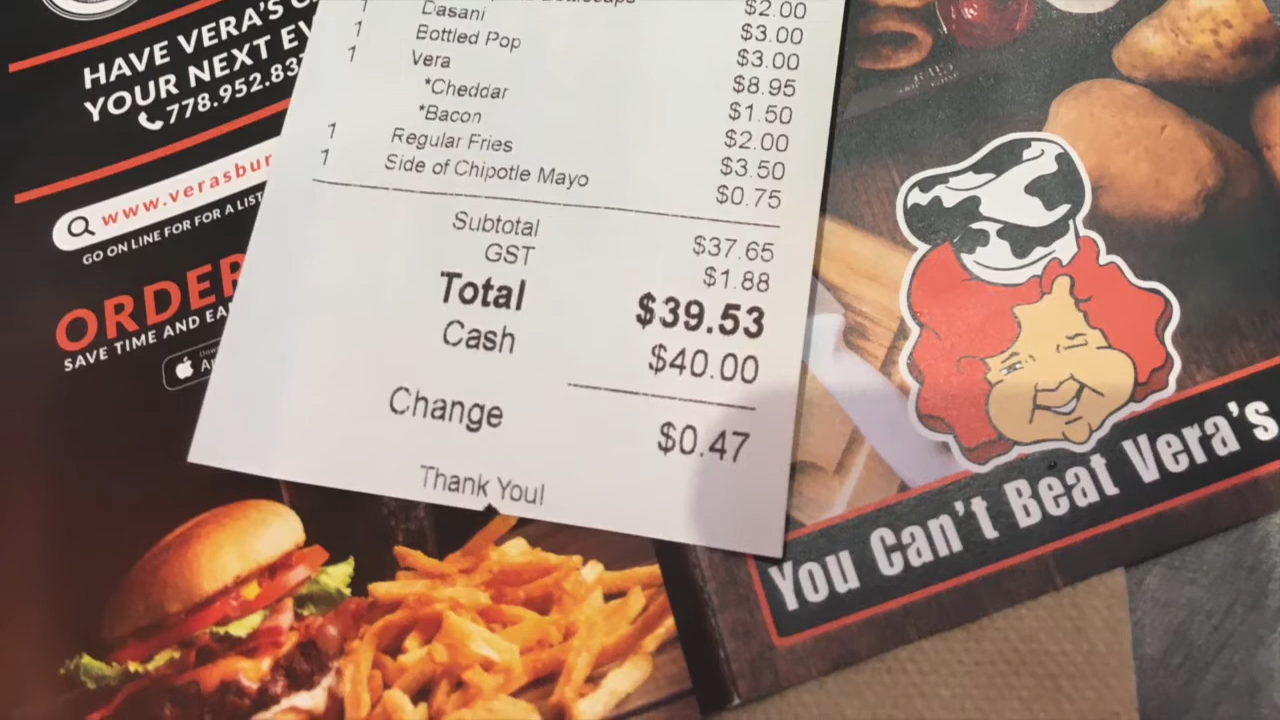 HAVE VERA'S
YOUR NEXT
778.952.83
www.verasbur
GO ON LINE FOR FOR A LIST
ORDER
SAVE TIME AND
$2.00
1 Dasani $3.00
1 Bottled Pop $3.00
1 Vera $8.95
*Cheddar $1.50
*Bacon $2.00
1 Regular Fries $3.50
1 Side of Chipotle Mayo $0.75
Subtotal $37.65
GST $1.88
Total $39.53
Cash $40.00
Change $0.47
Thank You!
You Can't Beat Vera's